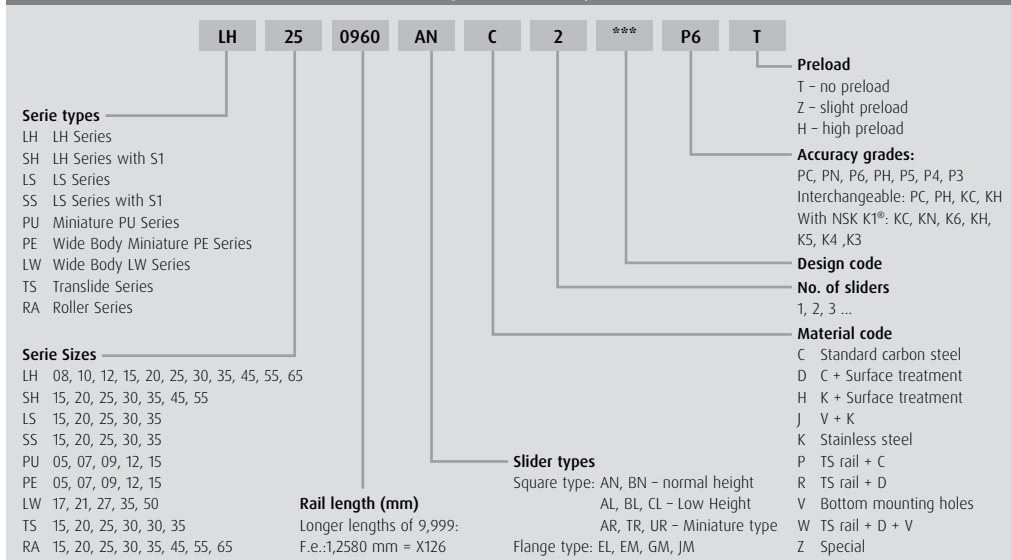 LH 25 0960 AN C 2 *** P6 T
Preload
T – no preload
Z – slight preload
H – high preload
Accuracy grades:
PC, PN, P6, PH, P5, P4, P3
Interchangeable: PC, PH, KC, KH
With NSK K1®: KC, KN, K6, KH,
K5, K4 ,K3
Design code
No. of sliders
1, 2, 3 ...
Material code
C Standard carbon steel
D C + Surface treatment
H K + Surface treatment
J V + K
K Stainless steel
P TS rail + C
R TS rail + D
V Bottom mounting holes
W TS rail + D + V
Z Special
Serie types
LH LH Series
SH LH Series with S1
LS LS Series
SS LS Series with S1
PU Miniature PU Series
PE Wide Body Miniature PE Series
LW Wide Body LW Series
TS Translide Series
RA Roller Series
Serie Sizes
LH 08, 10, 12, 15, 20, 25, 30, 35, 45, 55, 65
SH 15, 20, 25, 30, 35, 45, 55
LS 15, 20, 25, 30, 35
SS 15, 20, 25, 30, 35
PU 05, 07, 09, 12, 15
PE 05, 07, 09, 12, 15
LW 17, 21, 27, 35, 50
TS 15, 20, 25, 30, 30, 35
RA 15, 20, 25, 30, 35, 45, 55, 65
Rail length (mm)
Longer lengths of 9,999:
F.e.:1,2580 mm = X126
Slider types
Square type: AN, BN – normal height
AL, BL, CL – Low Height
AR, TR, UR – Miniature type
Flange type: EL, EM, GM, JM